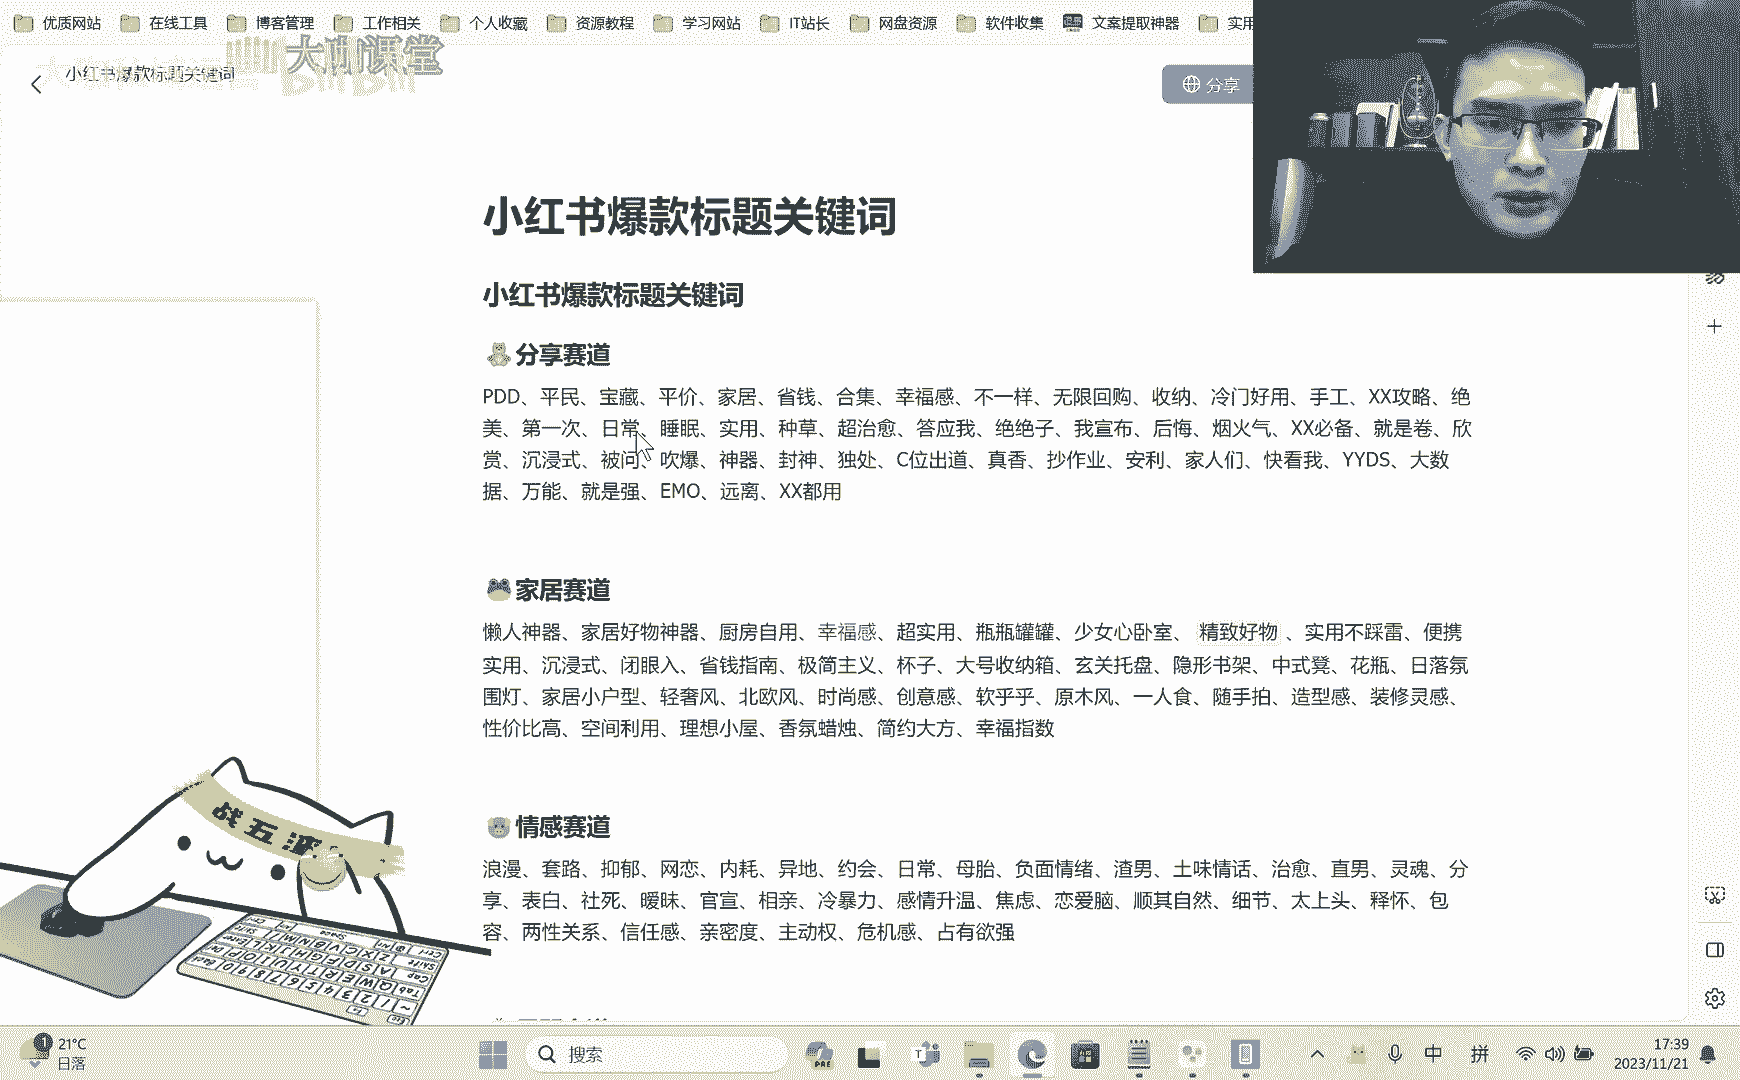 优质网站 在线工具 博客管理 工作相关 个人收藏 资源教程 学习网站 IT站长 网盘资源 软件收集 文案提取神器 实用
大咖课堂
小红书爆款标题关键词
分享
小红书爆款标题关键词
小红书爆款标题关键词
分享赛道
PDD、平民、宝藏、平价、家居、省钱、合集、幸福感、不一样、无限回购、收纳、冷门好用、手工、XX攻略、绝
美、第一次、日常、睡眠、实用、种草、超治愈、答应我、绝绝子、我宣布、后悔、烟火气、XX必备、就是卷、欣
赏、沉浸式、被问、吹爆、神器、封神、独处、C位出道、真香、抄作业、安利、家人们、快看我、YYDS、大数
据、万能、就是强、EMO、远离、XX都用
家居赛道
懒人神器、家居好物神器、厨房自用、幸福感、超实用、瓶瓶罐罐、少女心卧室、 精致好物 、实用不踩雷、便携
实用、沉浸式、闭眼入、省钱指南、极简主义、杯子、大号收纳箱、玄关托盘、隐形书架、中式凳、花瓶、日落氛
围灯、家居小户型、轻奢风、北欧风、时尚感、创意感、软乎乎、原木风、一人食、随手拍、造型感、装修灵感、
性价比高、空间利用、理想小屋、香氛蜡烛、简约大方、幸福指数
情感赛道
浪漫、套路、抑郁、网恋、内耗、异地、约会、日常、母胎、负面情绪、渣男、土味情话、治愈、直男、灵魂、分
享、表白、社死、暧昧、官宣、相亲、冷暴力、感情升温、焦虑、恋爱脑、顺其自然、细节、太上头、释怀、包
容、两性关系、信任感、亲密度、主动权、危机感、占有欲强
战五渣
1
21°C
日落
搜索
PRE
中
拼
17:39
2023/11/21